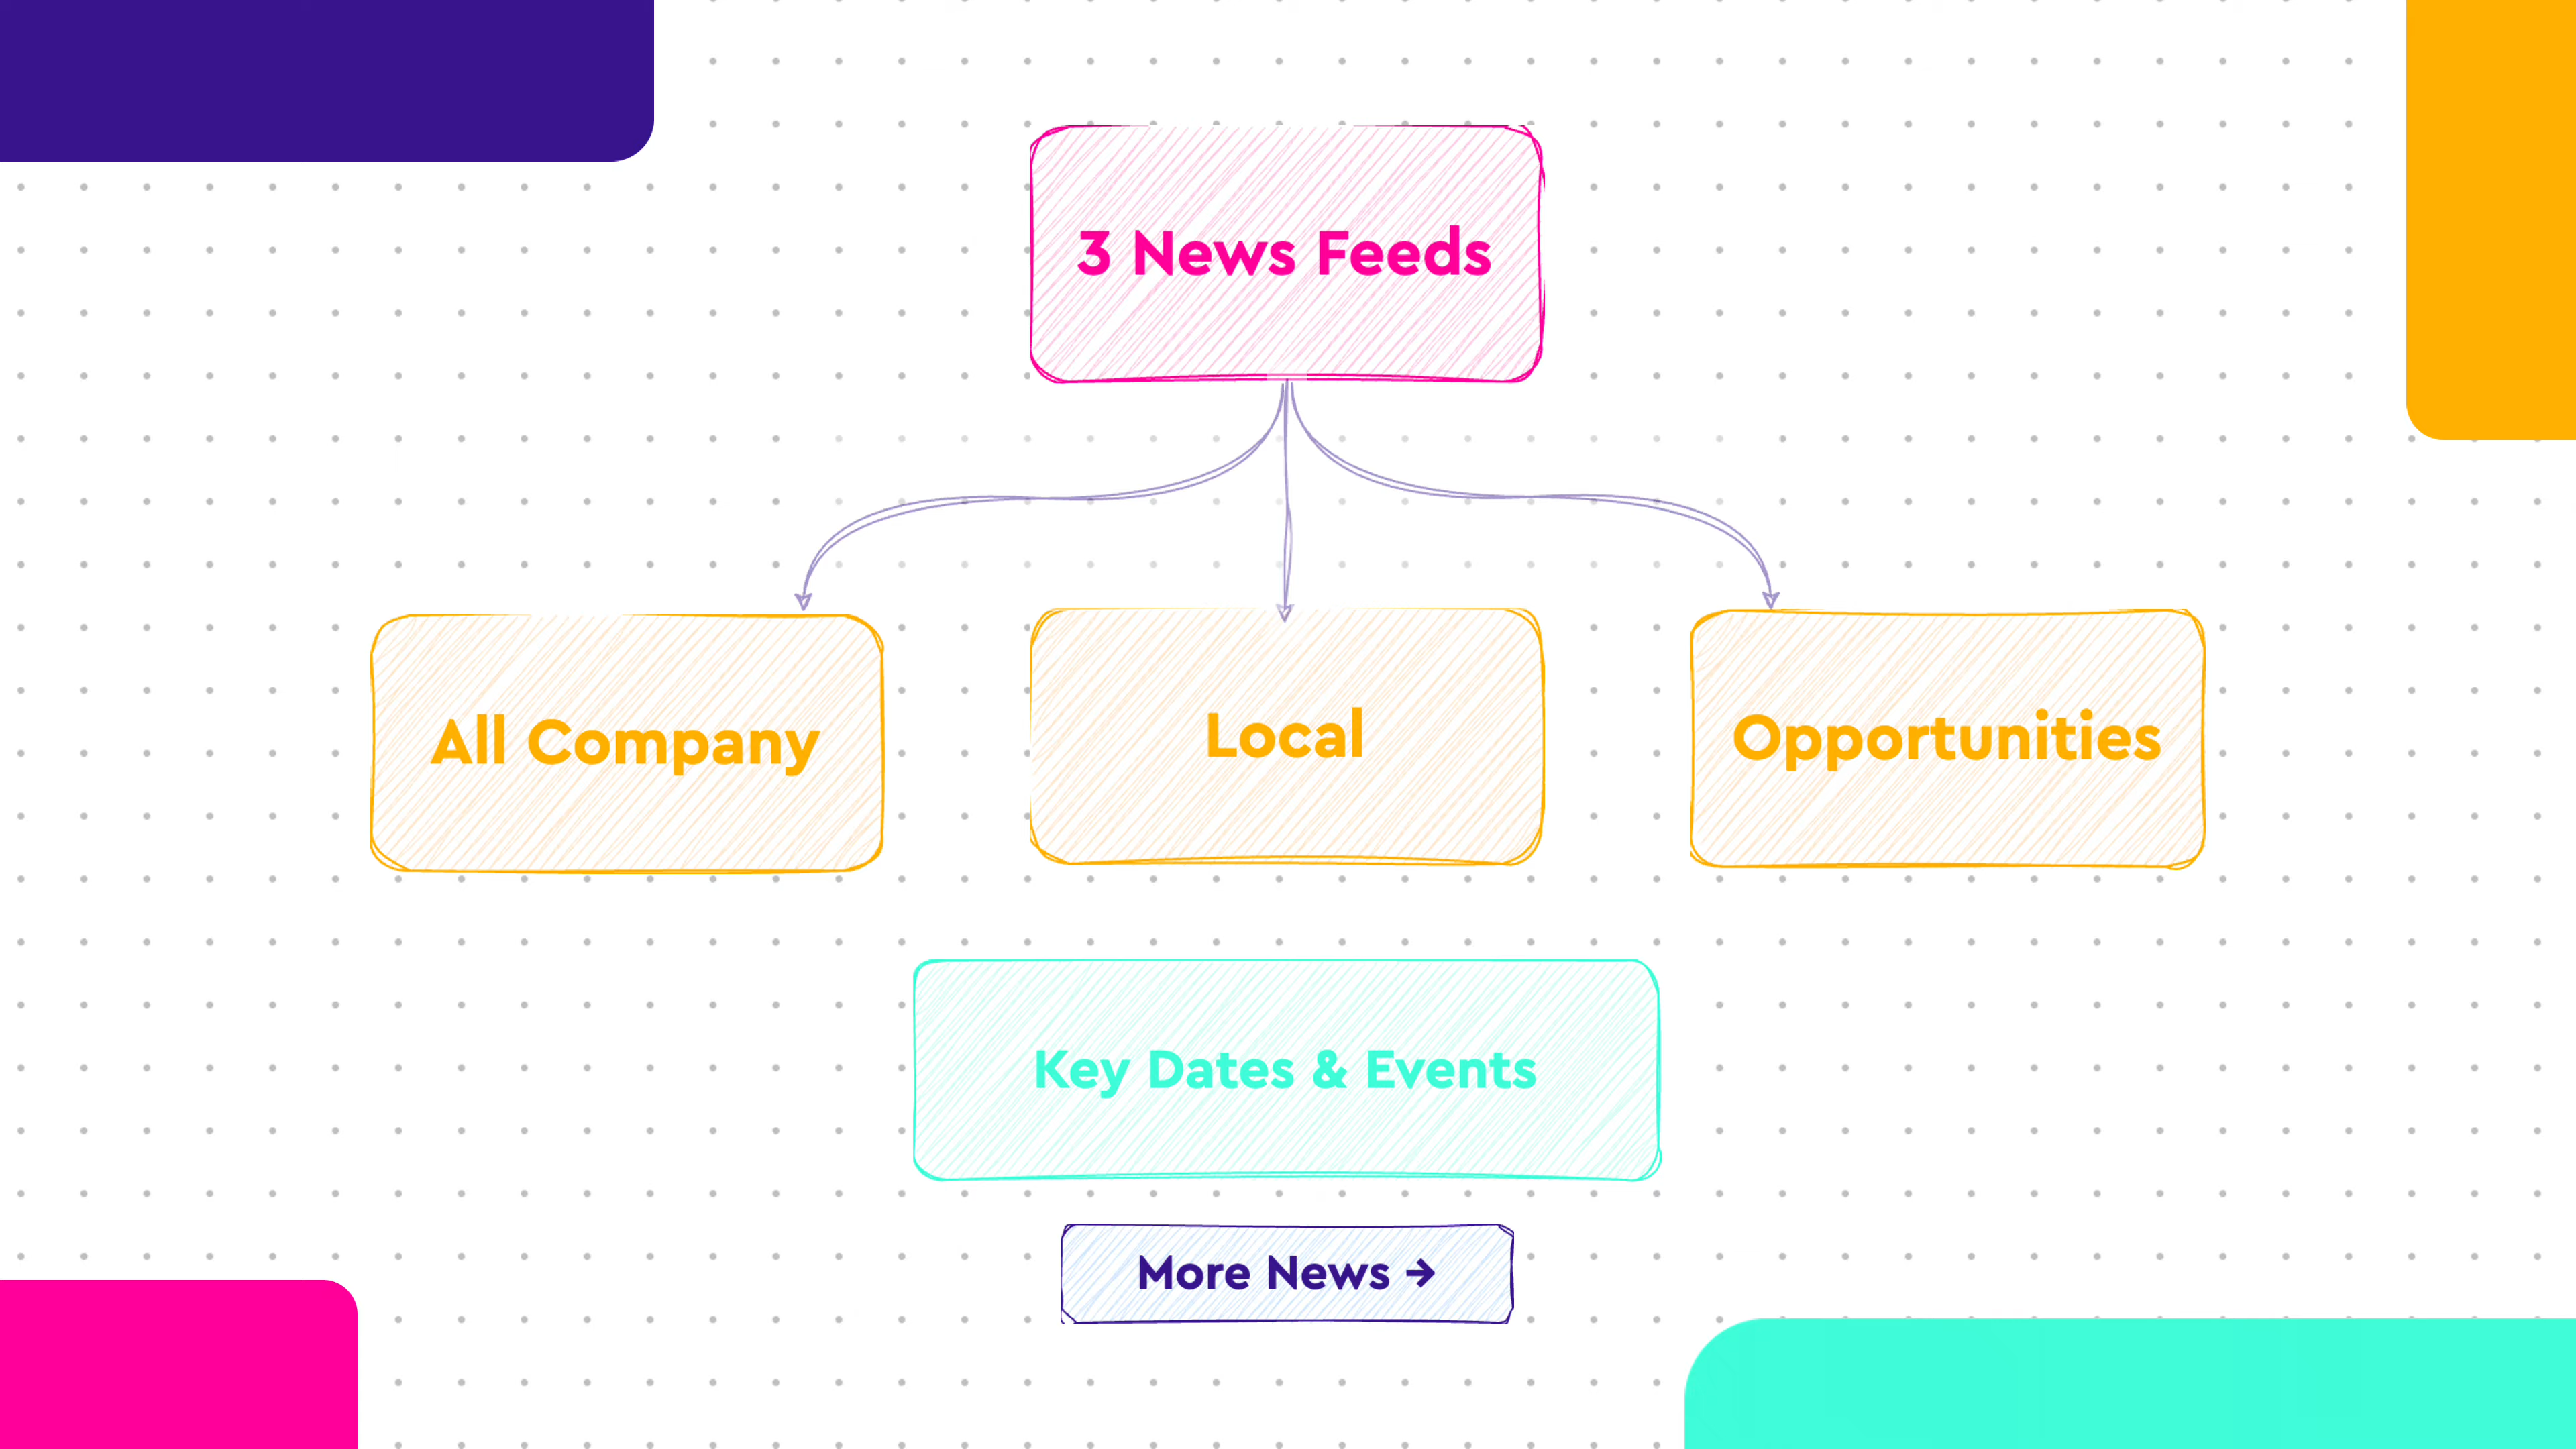 3 News Feeds
All Company
Local
Opportunities
Key Dates & Events
More News →